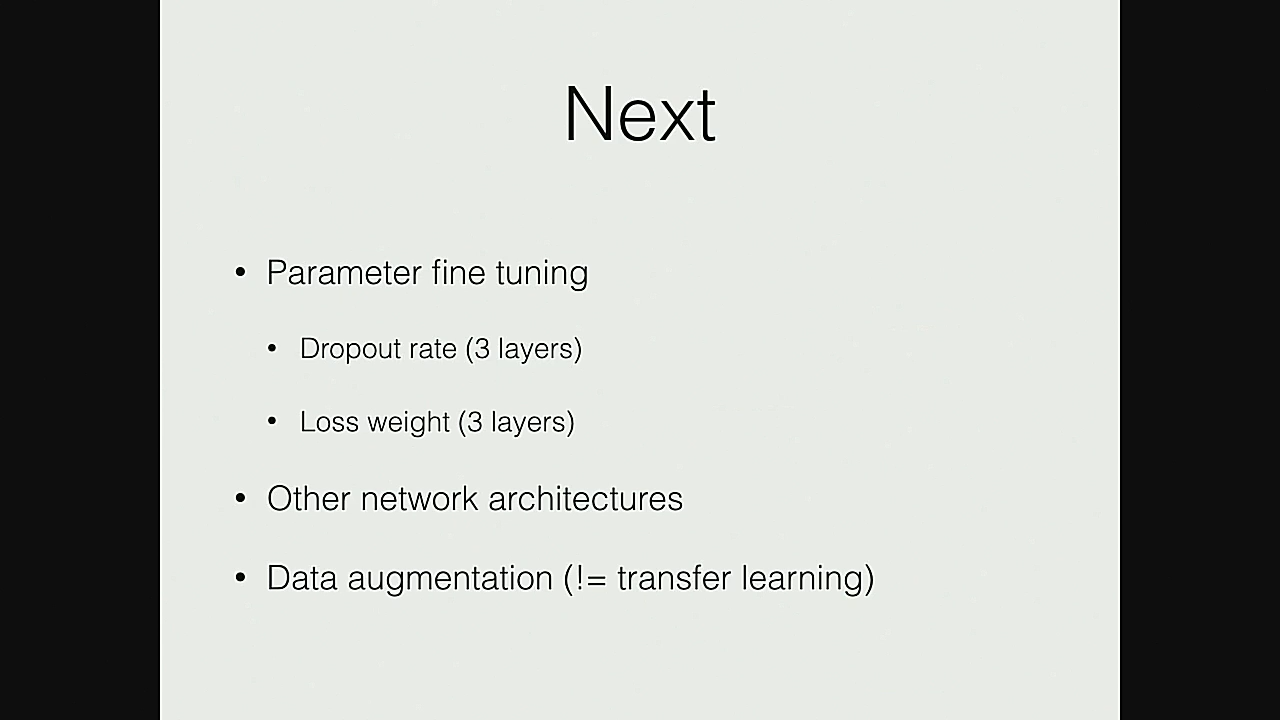 Next
• Parameter fine tuning
• Dropout rate (3 layers)
• Loss weight (3 layers)
• Other network architectures
• Data augmentation (!= transfer learning)